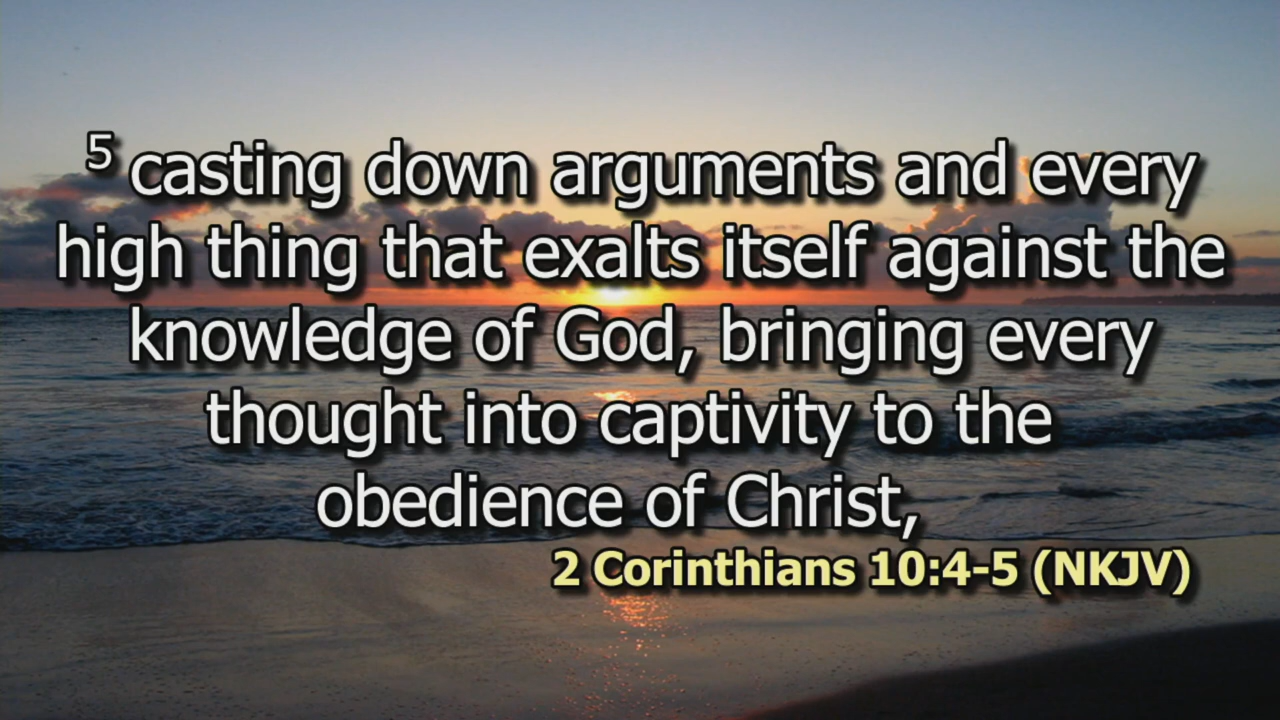 5 casting down arguments and every
high thing that exalts itself against the
knowledge of God, bringing every
thought into captivity to the
obedience of Christ,
2 Corinthians 10:4-5 (NKJV)